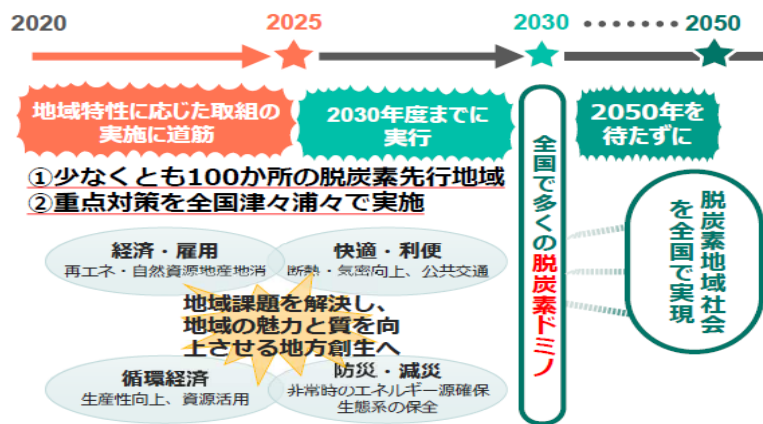 2020
2025
2030
2050
地域特性に応じた取組の
実施に道筋
2030年度までに
実行
2050年を
待たずに
①少なくとも100か所の脱炭素先行地域
②重点対策を全国津々浦々で実施
経済・雇用
再エネ・自然資源地産地消
快適・利便
断熱・気密向上、公共交通
地域課題を解決し、
地域の魅力と質を向
上させる地方創生へ
循環経済
生産性向上、資源活用
防災・減災
非常時のエネルギー源確保
生態系の保全
全国で多くの脱炭素ドミノ
脱炭素地域社会
を全国で実現